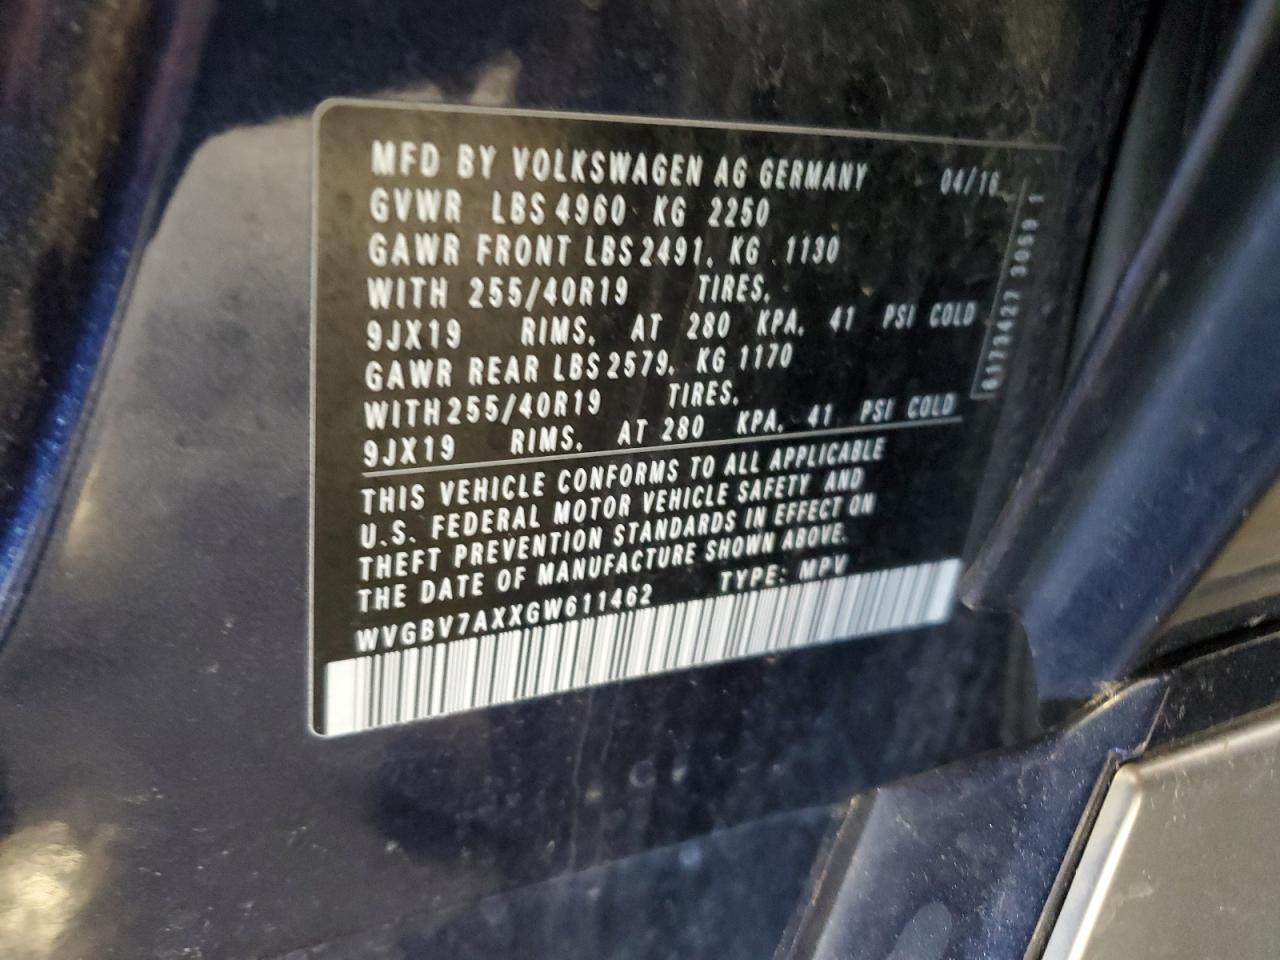 MFD BY VOLKSWAGEN AG GERMANY 04/16
GVWR LBS 4960 KG 2250
GAWR FRONT LBS 2491, KG 1130
WITH 255/40R19 TIRES,
9JX19 RIMS, AT 280 KPA, 41 PSI COLD
GAWR REAR LBS 2579, KG 1170
WITH 255/40R19 TIRES,
9JX19 RIMS, AT 280 KPA, 41 PSI COLD
THIS VEHICLE CONFORMS TO ALL APPLICABLE
U.S. FEDERAL MOTOR VEHICLE SAFETY AND
THEFT PREVENTION STANDARDS IN EFFECT ON
THE DATE OF MANUFACTURE SHOWN ABOVE.
WVGBV7AXXGW611462 TYPE: MPV